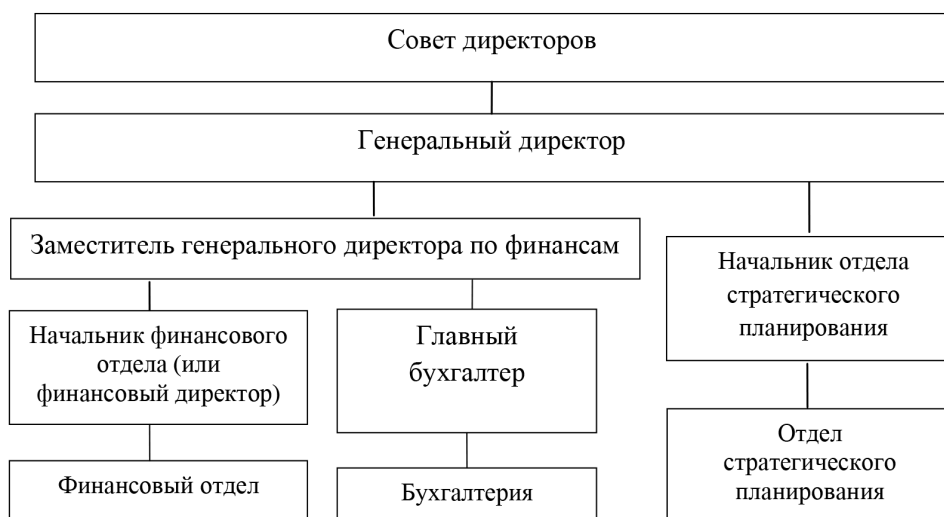 Совет директоров
Генеральный директор
Заместитель генерального директора по финансам
Начальник отдела
стратегического
планирования
Начальник финансового
отдела (или
финансовый директор)
Главный
бухгалтер
Финансовый отдел
Бухгалтерия
Отдел
стратегического
планирования